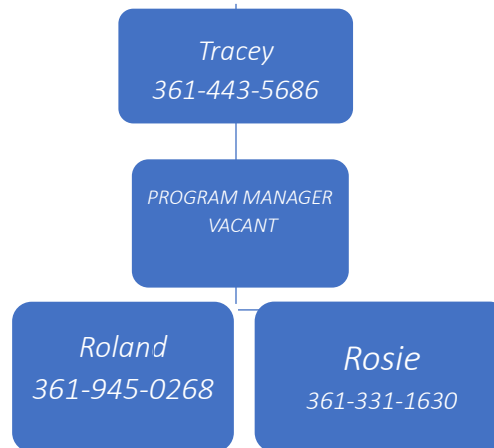 Tracey
361-443-5686
PROGRAM MANAGER
VACANT
Roland
361-945-0268
Rosie
361-331-1630